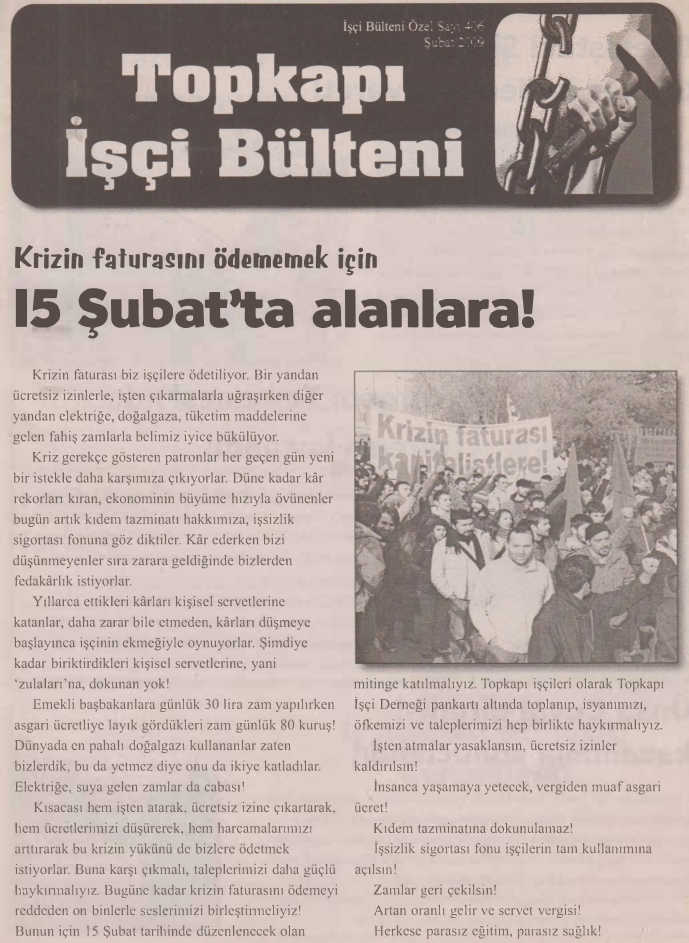 İşçi Bülteni Özel Sayı 406
Şubat 2009
Topkapı
İşçi Bülteni
Krizin faturasını ödememek için
15 Şubat'ta alanlara!
Krizin faturası biz işçilere ödetiliyor. Bir yandan
ücretsiz izinlerle, işten çıkarmalarla uğraşırken diğer
yandan elektriğe, doğalgaza, tüketim maddelerine
gelen fahiş zamlarla belimiz iyice bükülüyor.
Kriz gerekçe gösteren patronlar her geçen gün yeni
bir istekle daha karşımıza çıkıyorlar. Düne kadar kâr
rekorları kıran, ekonominin büyüme hızıyla övünenler
bugün artık kıdem tazminatı hakkımıza, işsizlik
sigortası fonuna göz diktiler. Kâr ederken bizi
düşünmeyenler sıra zarara geldiğinde bizlerden
fedakârlık istiyorlar.
Yıllarca ettikleri kârları kişisel servetlerine
katanlar, daha zarar bile etmeden, kârları düşmeye
başlayınca işçinin ekmeğiyle oynuyorlar. Şimdiye
kadar biriktirdikleri kişisel servetlerine, yani
'zulaları'na, dokunan yok!
Emekli başbakanlara günlük 30 lira zam yapılırken
asgari ücretliye layık gördükleri zam günlük 80 kuruş!
Dünyada en pahalı doğalgazı kullananlar zaten
bizlerdik, bu da yetmez diye onu da ikiye katladılar.
Elektriğe, suya gelen zamlar da cabası!
Kısacası hem işten atarak, ücretsiz izine çıkartarak,
hem ücretlerimizi düşürerek, hem harcamalarımızı
arttırarak bu krizin yükünü de bizlere ödetmek
istiyorlar. Buna karşı çıkmalı, taleplerimizi daha güçlü
haykırmalıyız. Bugüne kadar krizin faturasını ödemeyi
reddeden on binlerle seslerimizi birleştirmeliyiz!
Bunun için 15 Şubat tarihinde düzenlenecek olan
Krizin faturası
kapitalistlere!
mitinge katılmalıyız. Topkapı işçileri olarak Topkapı
İşçi Derneği pankartı altında toplanıp, isyanımızı,
öfkemizi ve taleplerimizi hep birlikte haykırmalıyız.
İşten atmalar yasaklansın, ücretsiz izinler
kaldırılsın!
İnsanca yaşamaya yetecek, vergiden muaf asgari
ücret!
Kıdem tazminatına dokunulamaz!
İşsizlik sigortası fonu işçilerin tam kullanımına
açılsın!
Zamlar geri çekilsin!
Artan oranlı gelir ve servet vergisi!
Herkese parasız eğitim, parasız sağlık!